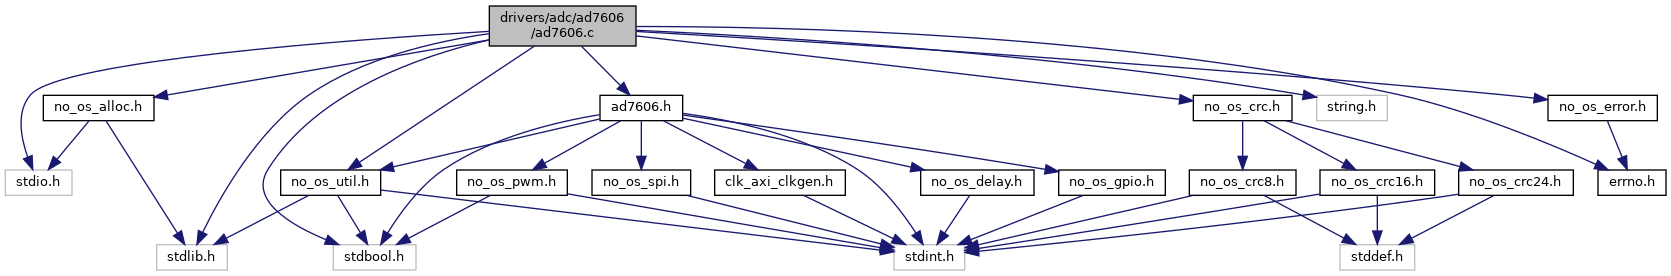 drivers/adc/ad7606
/ad7606.c
no_os_alloc.h
ad7606.h
no_os_crc.h
string.h
no_os_error.h
stdio.h
no_os_util.h
no_os_pwm.h
no_os_spi.h
clk_axi_clkgen.h
no_os_delay.h
no_os_gpio.h
no_os_crc8.h
no_os_crc16.h
no_os_crc24.h
errno.h
stdlib.h
stdbool.h
stdint.h
stddef.h